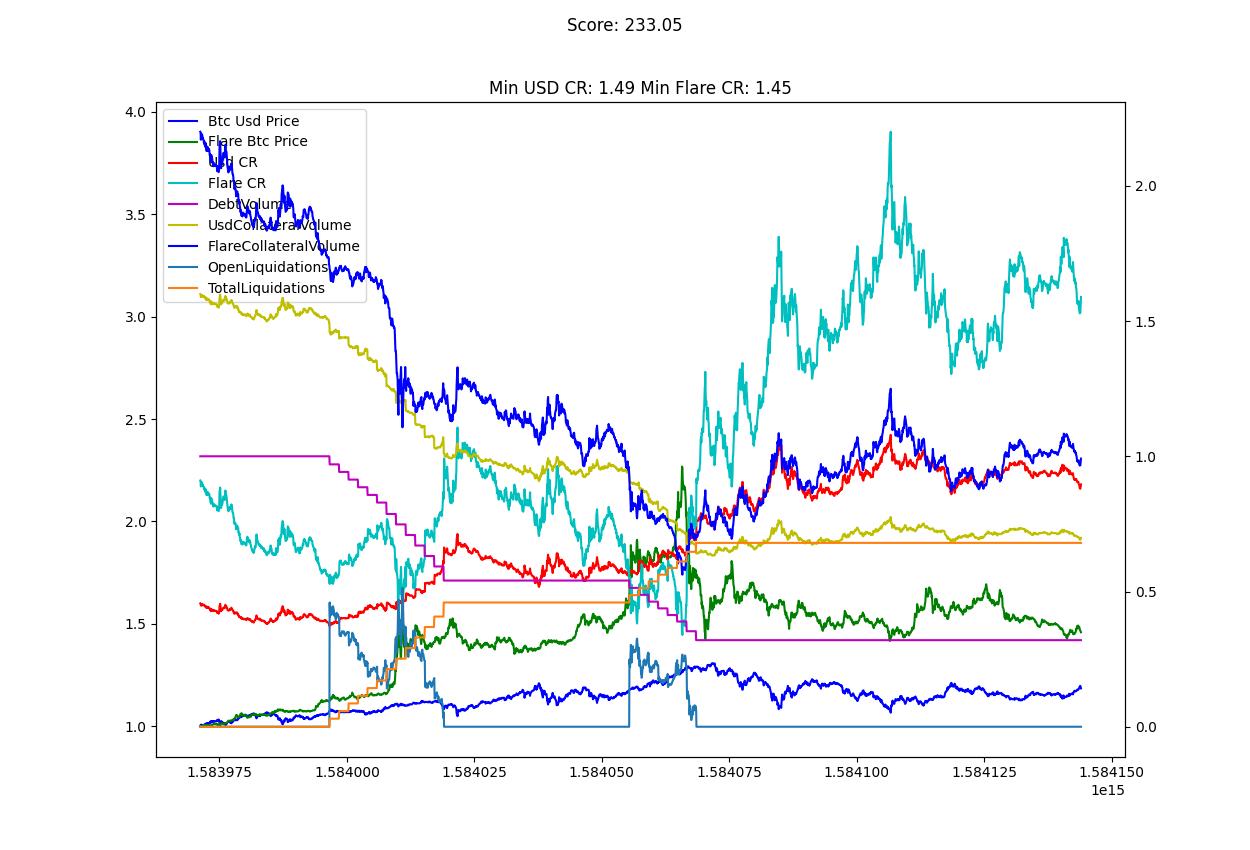 Score: 233.05
Min USD CR: 1.49 Min Flare CR: 1.45
4.0
3.5
3.0
2.5
2.0
1.5
1.0
Btc Usd Price
Flare Btc Price
Usd CR
Flare CR
DebtVolume
UsdCollateralVolume
FlareCollateralVolume
OpenLiquidations
TotalLiquidations
2.0
1.5
1.0
0.5
0.0
1.583975 1.584000 1.584025 1.584050 1.584075 1.584100 1.584125 1.584150
1e15